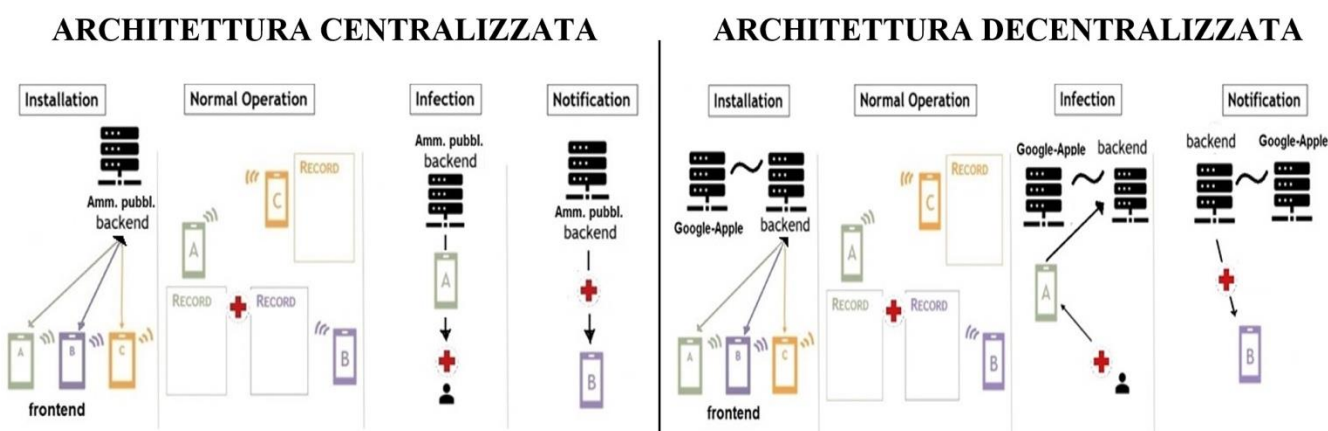 ARCHITETTURA CENTRALIZZATA
Installation
Normal Operation
Infection
Notification
Amm. pubbl.
backend
A
B
C
frontend
A
C
RECORD
RECORD
RECORD
B
Amm. pubbl.
backend
A
Amm. pubbl.
backend
B
ARCHITETTURA DECENTRALIZZATA
Installation
Normal Operation
Infection
Notification
Google-Apple
backend
A
B
C
frontend
A
C
RECORD
RECORD
RECORD
B
Google-Apple
backend
A
backend
Google-Apple
B